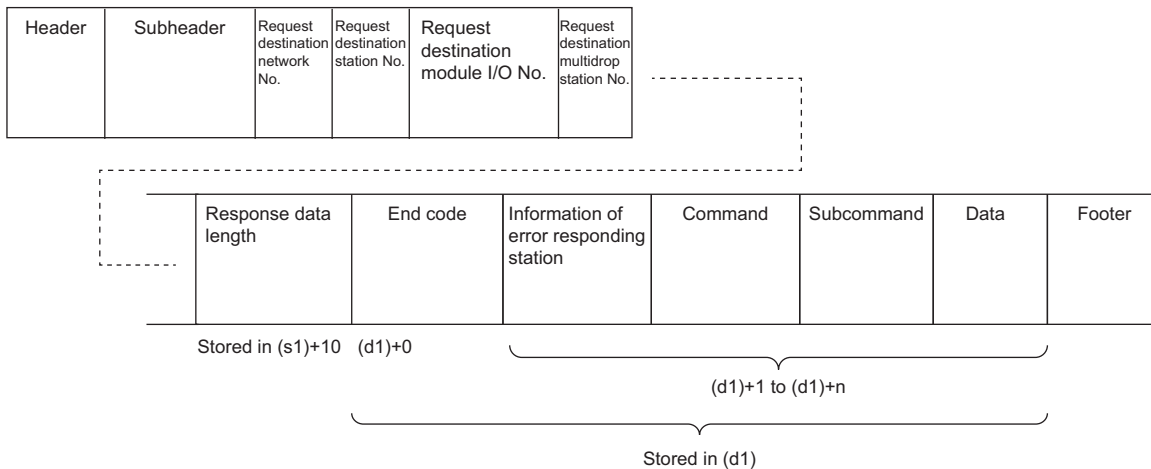 Header
Subheader
Request
destination
network
No.
Request
destination
station No.
Request
destination
module I/O No.
Request
destination
multidrop
station No.
Response data
length
End code
Information of
error responding
station
Command
Subcommand
Data
Footer
Stored in (s1)+10
(d1)+0
(d1)+1 to (d1)+n
Stored in (d1)